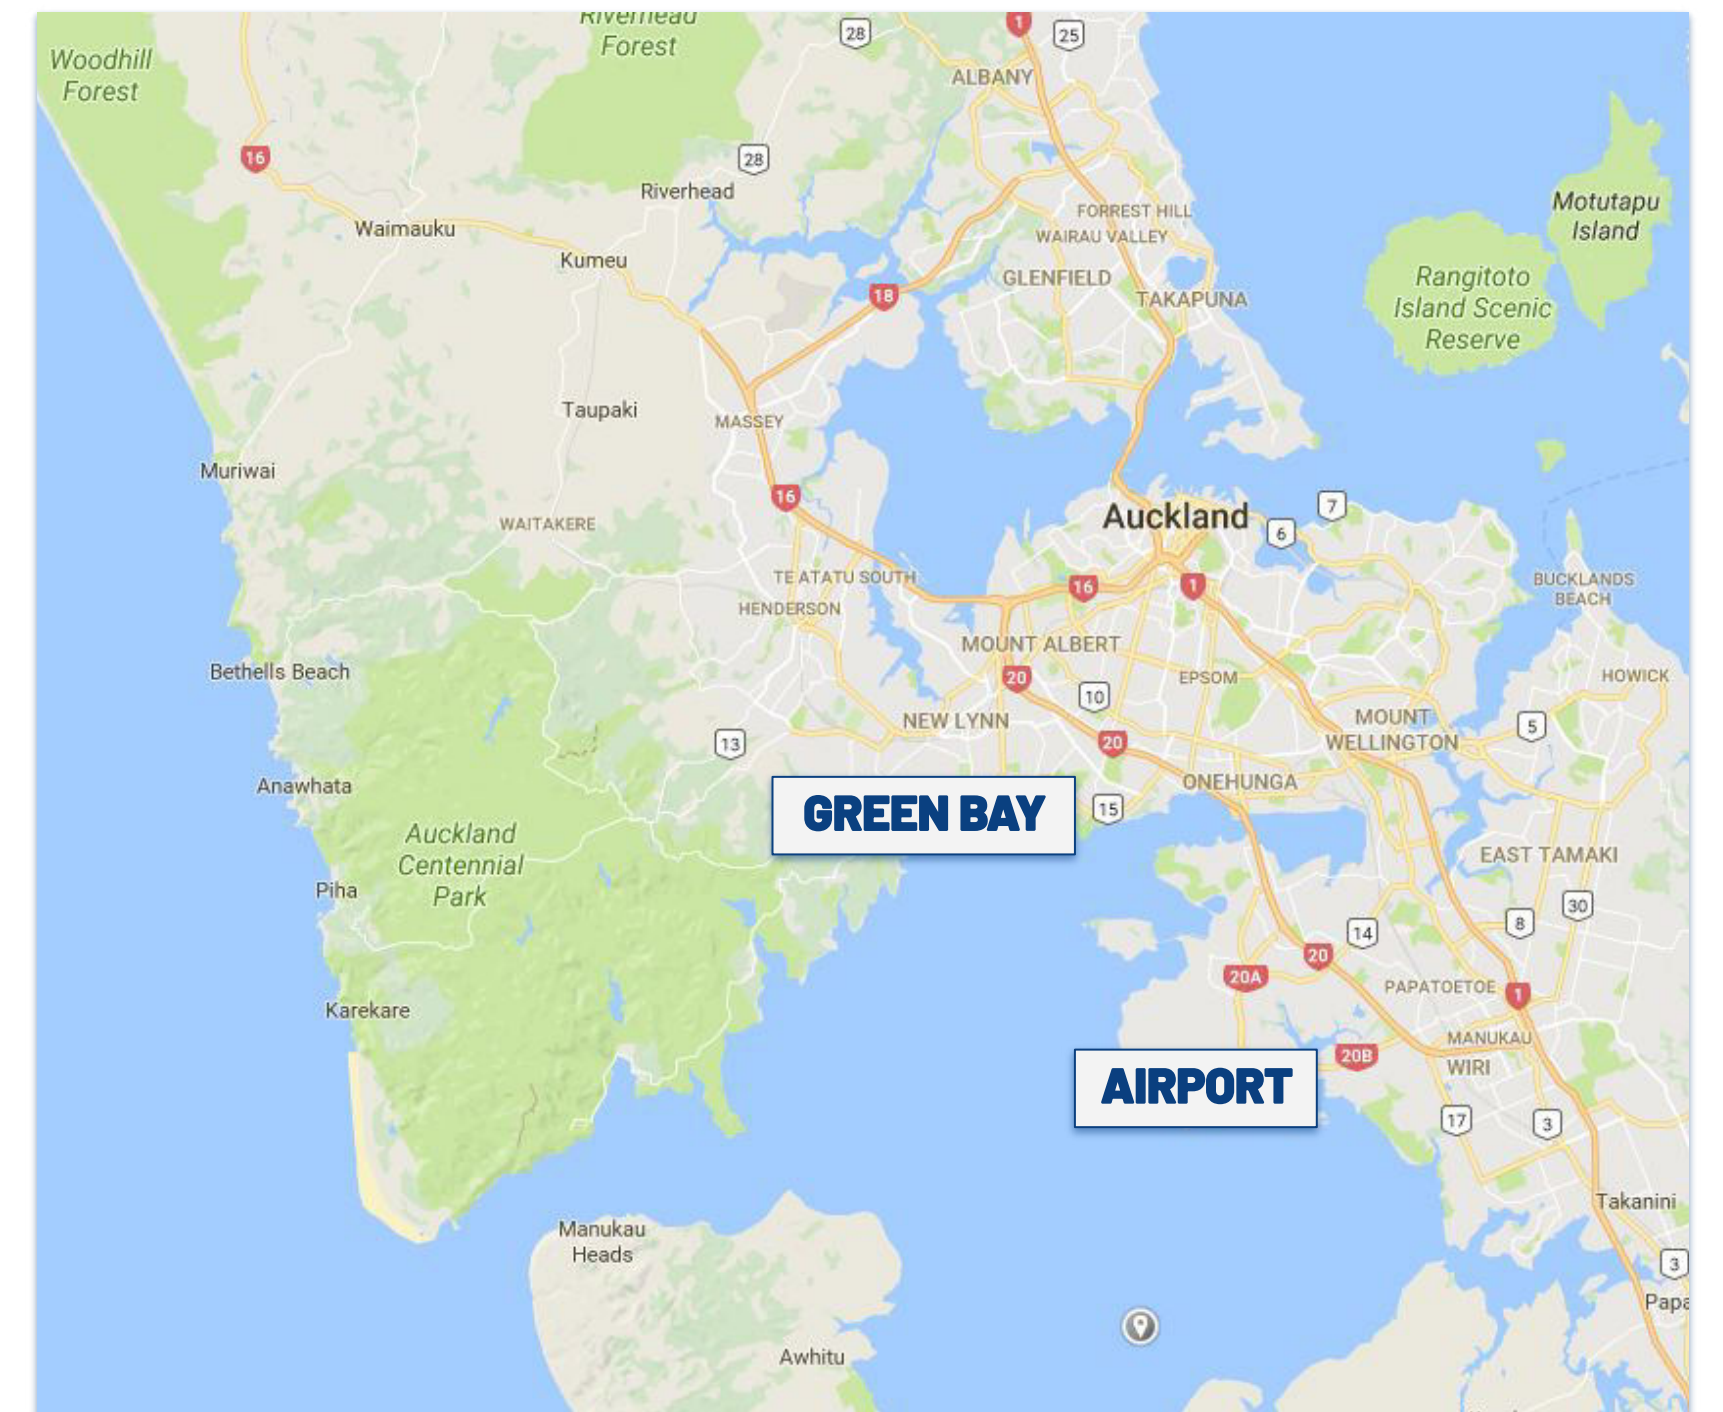 Riverhead
Forest
Woodhill
Forest
28
1
25
ALBANY
16
28
Riverhead
Waimauku
Kumeu
FORREST HILL
WAIRAU VALLEY
GLENFIELD
TAKAPUNA
18
Motutapu
Island
Rangitoto
Island Scenic
Reserve
Taupaki
MASSEY
Muriwai
16
WAITAKERE
Auckland
7
6
TE ATATU SOUTH
HENDERSON
16
1
BUCKLANDS
BEACH
MOUNT ALBERT
Bethells Beach
20
10
EPSOM
HOWICK
NEW LYNN
MOUNT
WELLINGTON
5
13
20
Anawhata
ONEHUNGA
GREEN BAY
15
Auckland
Centennial
Park
EAST TAMAKI
Piha
30
8
14
20
20A
PAPATOETOE
1
Karekare
MANUKAU
20B
WIRI
AIRPORT
17
3
Takanini
Manukau
Heads
3
Papa
Awhitu